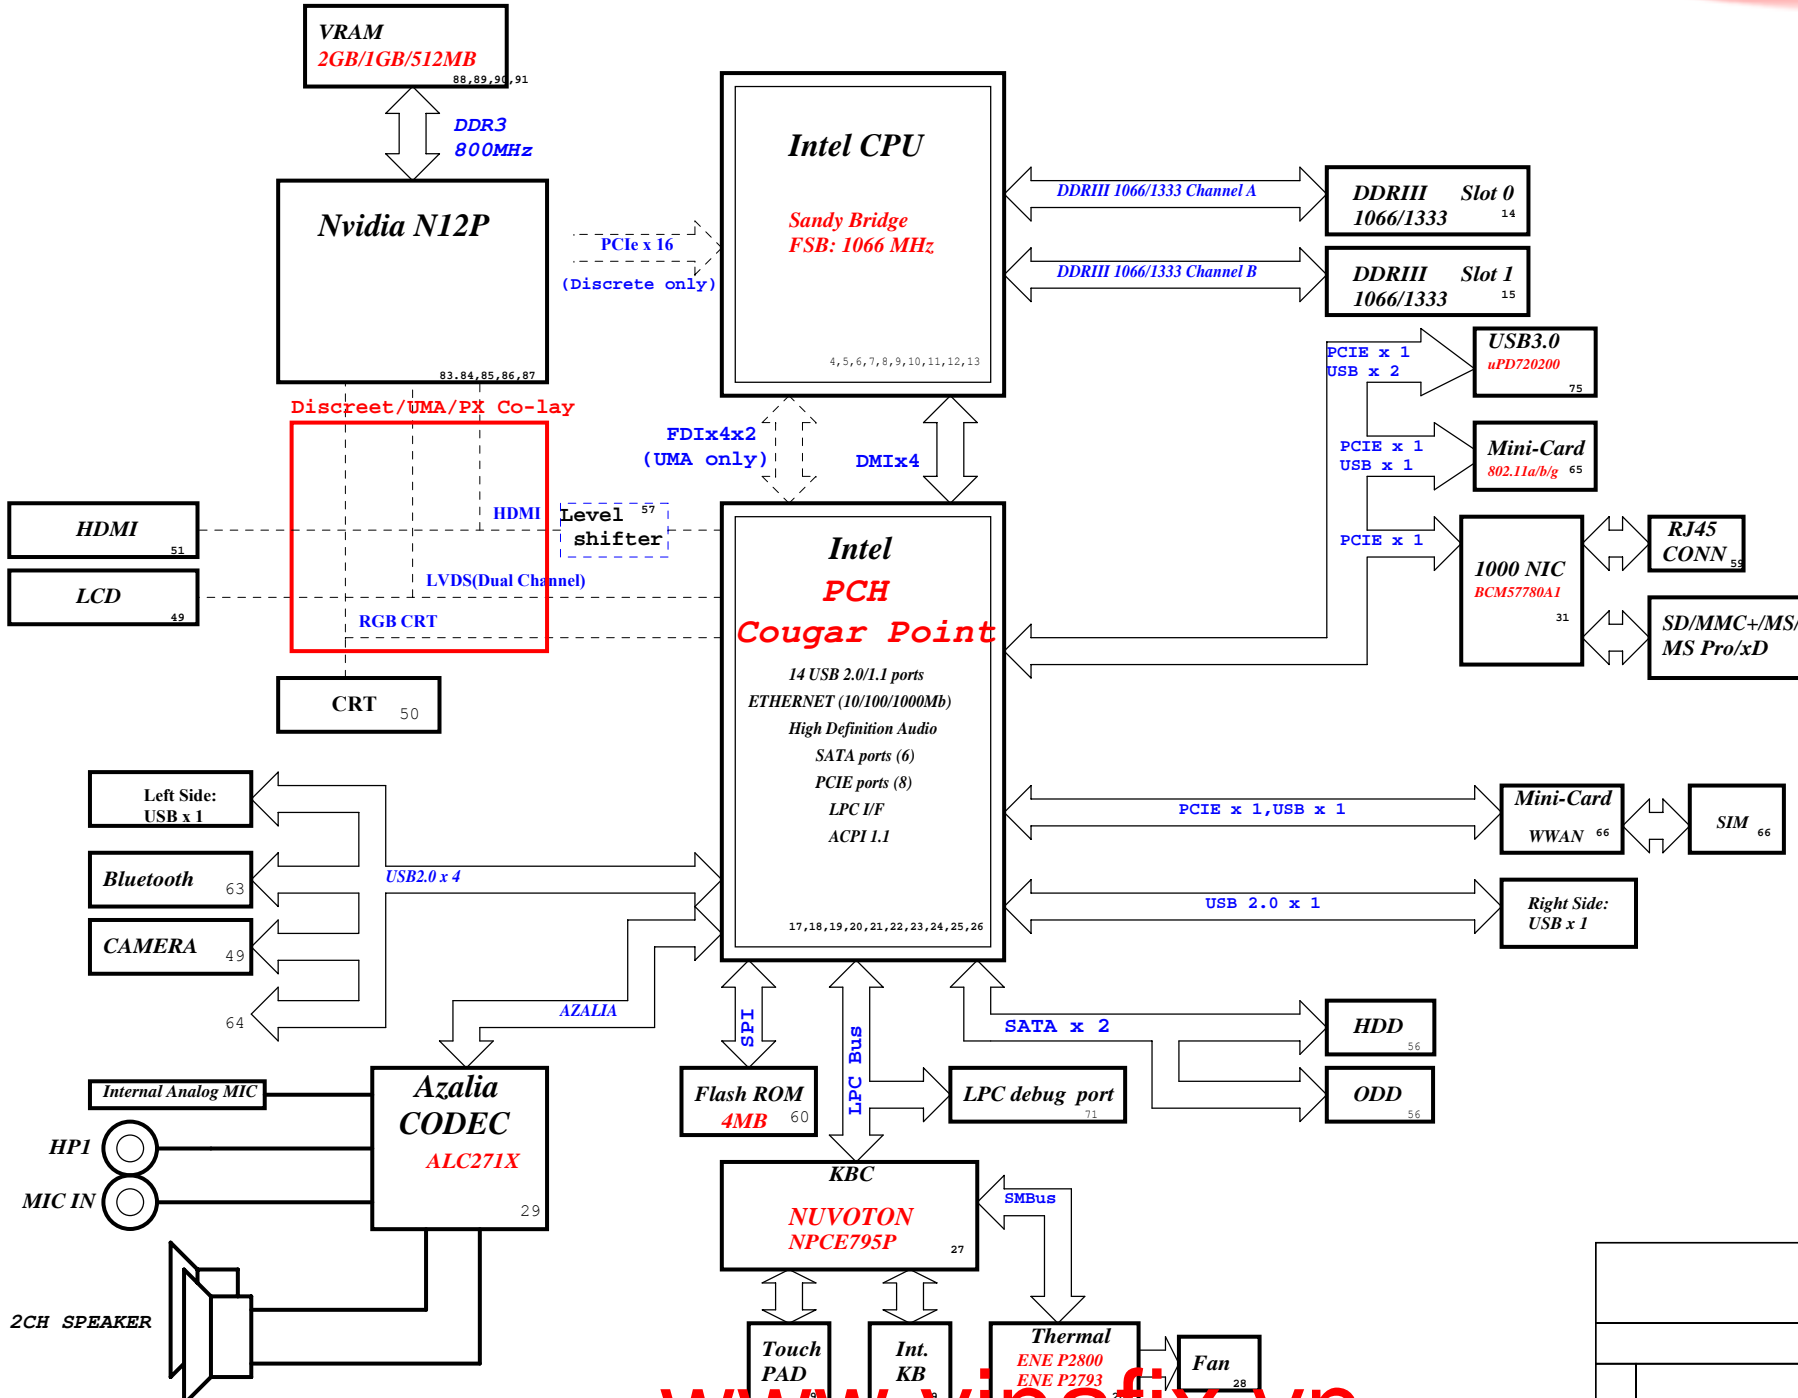 VRAM
2GB/1GB/512MB
88,89,90,91
DDR3
800MHz
Nvidia N12P
83.84,85,86,87
PCIe x 16
(Discrete only)
Intel CPU
Sandy Bridge
FSB: 1066 MHz
4,5,6,7,8,9,10,11,12,13
DDRIII 1066/1333 Channel A
DDRIII Slot 0
1066/1333 14
DDRIII 1066/1333 Channel B
DDRIII Slot 1
1066/1333 15
PCIE x 1
USB x 2
USB3.0
uPD720200
75
PCIE x 1
USB x 1
Mini-Card
802.11a/b/g 65
PCIE x 1
1000 NIC
BCM57780A1
31
RJ45
CONN 59
SD/MMC+/MS/
MS Pro/xD
Discreet/UMA/PX Co-lay
FDIx4x2
(UMA only)
DMIx4
HDMI
51
HDMI
Level 57
shifter
LCD
49
LVDS(Dual Channel)
RGB CRT
CRT 50
Intel
PCH
Cougar Point
14 USB 2.0/1.1 ports
ETHERNET (10/100/1000Mb)
High Definition Audio
SATA ports (6)
PCIE ports (8)
LPC I/F
ACPI 1.1
17,18,19,20,21,22,23,24,25,26
Left Side:
USB x 1
Bluetooth 63
CAMERA 49
64
USB2.0 x 4
AZALIA
PCIE x 1,USB x 1
Mini-Card
WWAN 66
SIM 66
USB 2.0 x 1
Right Side:
USB x 1
SPI
LPC Bus
SATA x 2
HDD
56
ODD
56
Flash ROM
4MB 60
LPC debug port
71
Internal Analog MIC
HP1
MIC IN
2CH SPEAKER
Azalia
CODEC
ALC271X
29
KBC
NUVOTON
NPCE795P 27
SMBus
Touch
PAD
Int.
KB
Thermal
ENE P2800
ENE P2793
Fan
28